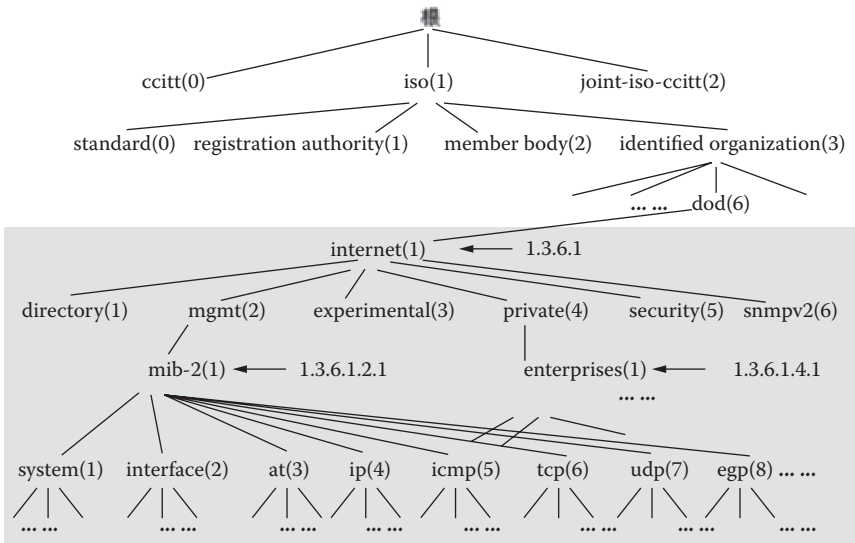 ccitt(0) iso(1) joint-iso-ccitt(2)
standard(0) registration authority(1) member body(2) identified organization(3)
... ... dod(6)
internet(1) 1.3.6.1
directory(1) mgmt(2) experimental(3) private(4) security(5) snmpv2(6)
mib-2(1) 1.3.6.1.2.1 enterprises(1) 1.3.6.1.4.1
... ...
system(1) interface(2) at(3) ip(4) icmp(5) tcp(6) udp(7) egp(8) ... ...
... ... ... ... ... ... ... ... ... ... ... ... ... ... ... ...